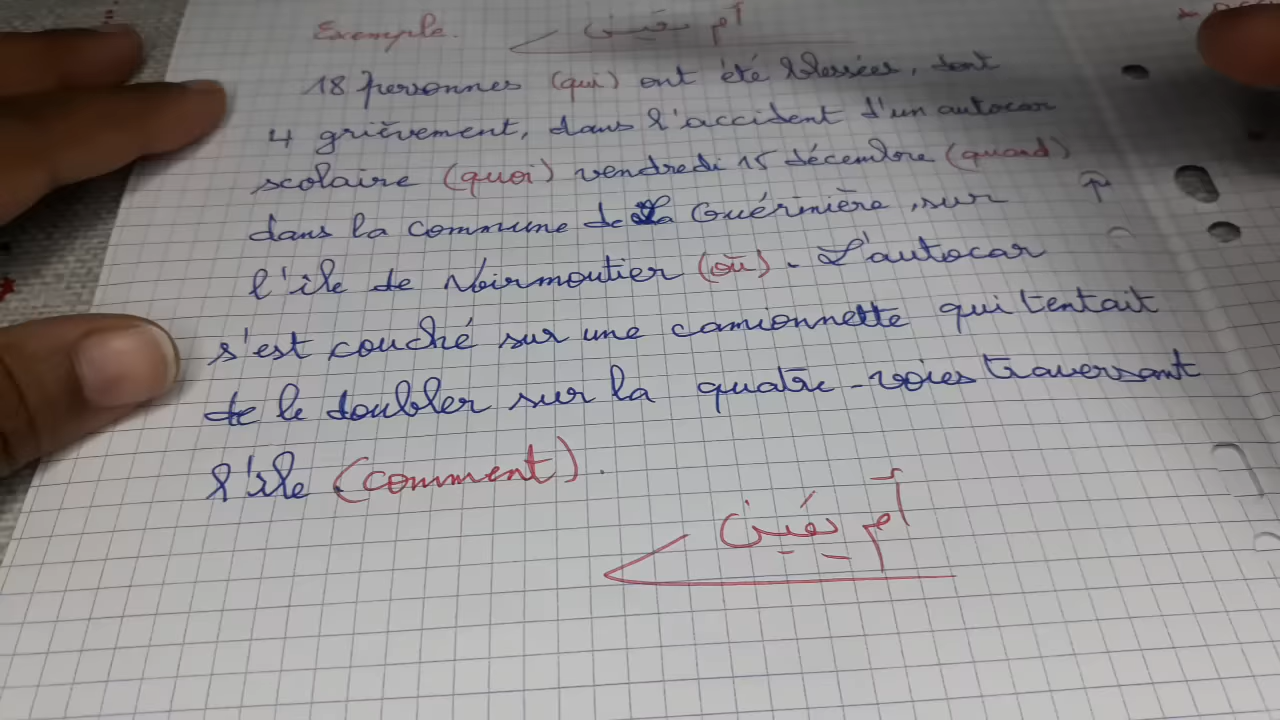 Exemple. أم يقين
18 personnes (qui) ont été blessées, dont
4 grièvement, dans l'accident d'un autocar
scolaire (quoi) vendredi 15 décembre (quand)
dans la commune de la Guérinière, sur
l'île de Noirmoutier (où). L'autocar
s'est couché sur une camionnette qui tentait
de le doubler sur la quatre-voies traversant
l'île (comment).
أم يَقِين